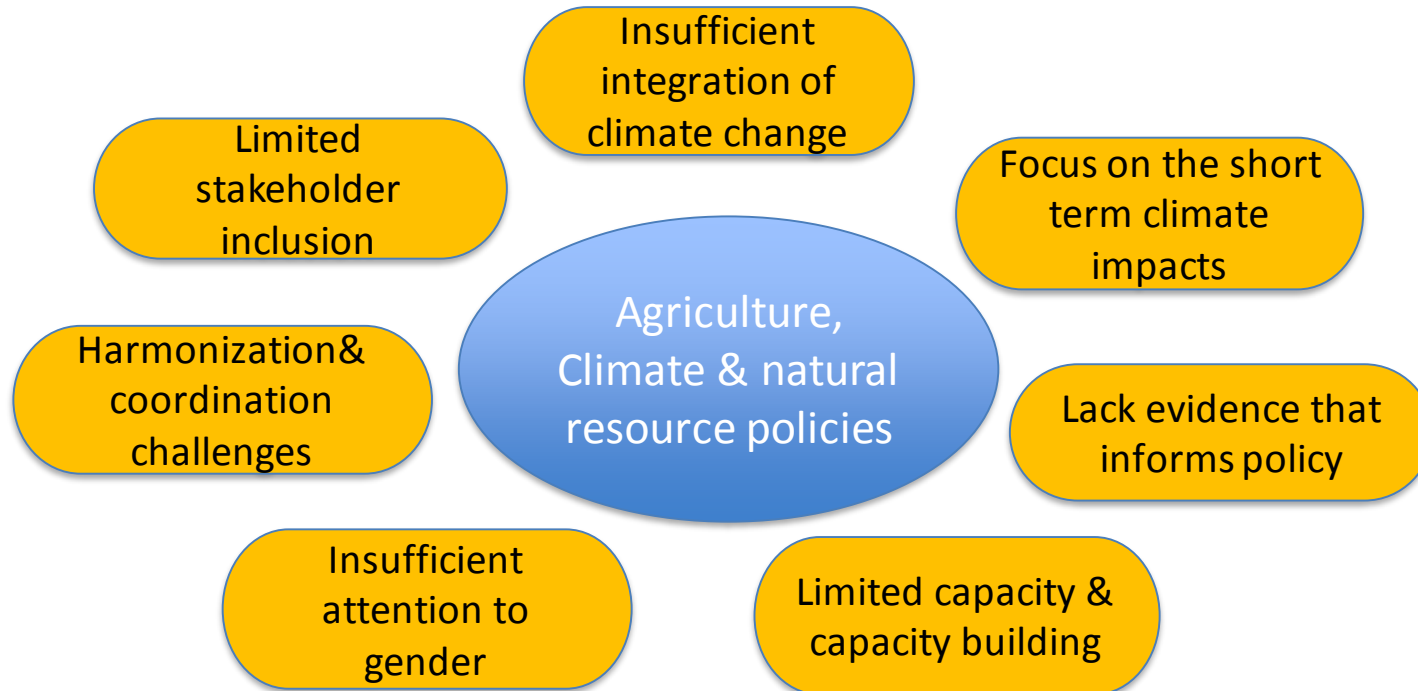 Insufficient
integration of
climate change
Limited
stakeholder
inclusion
Focus on the short
term climate
impacts
Agriculture,
Climate & natural
resource policies
Harmonization&
coordination
challenges
Lack evidence that
informs policy
Insufficient
attention to
gender
Limited capacity &
capacity building